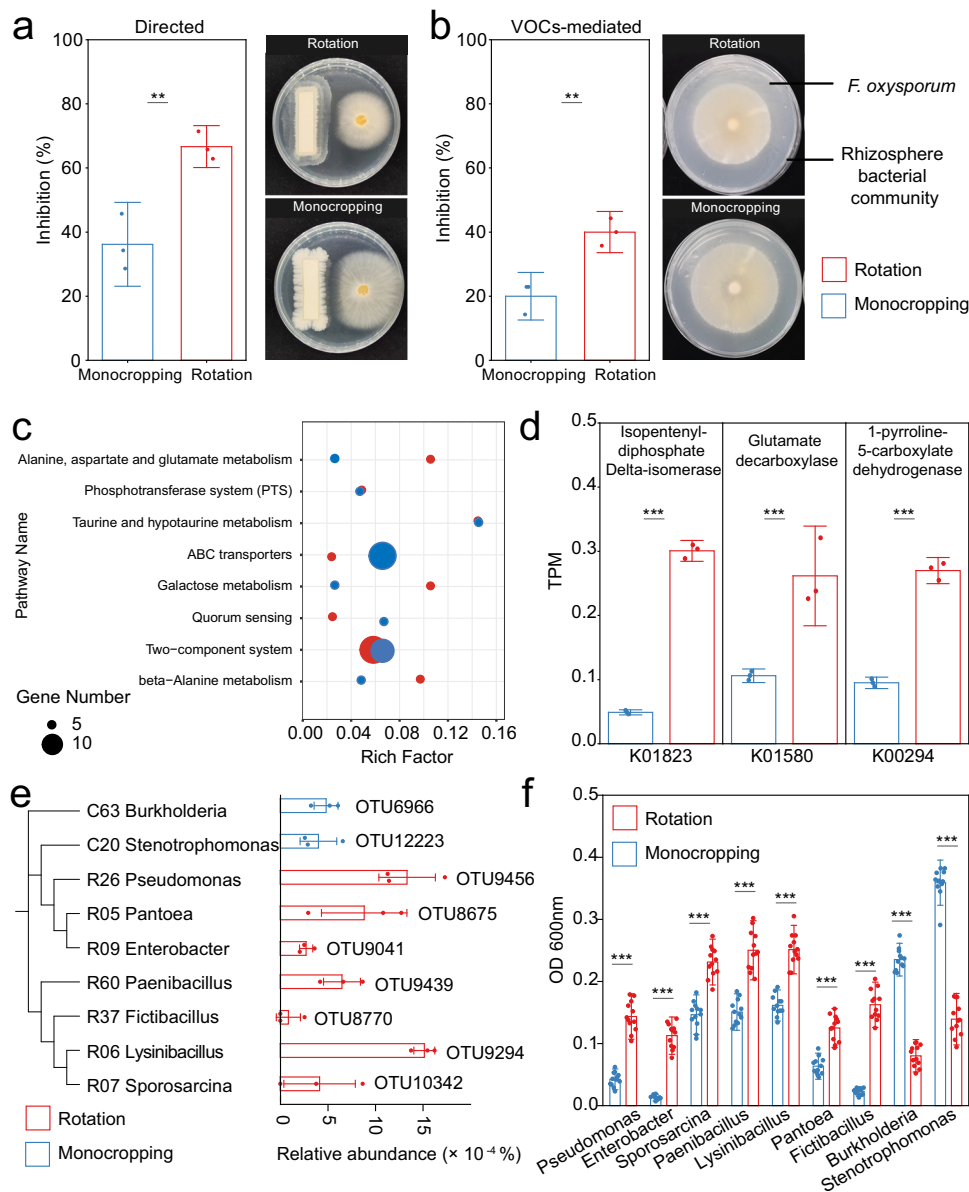 a
Directed
100
80
60
40
20
0
Inhibition (%)
**
Monocropping
Rotation
Rotation
Monocropping
b
VOCs-mediated
100
80
60
40
20
0
Inhibition (%)
**
Monocropping
Rotation
Rotation
Monocropping
F. oxysporum
Rhizosphere
bacterial
community
Rotation
Monocropping
c
Pathway Name
Alanine, aspartate and glutamate metabolism
Phosphotransferase system (PTS)
Taurine and hypotaurine metabolism
ABC transporters
Galactose metabolism
Quorum sensing
Two−component system
beta−Alanine metabolism
Gene Number
5
10
0.00 0.04 0.08 0.12 0.16
Rich Factor
d
0.5
0.4
0.3
0.2
0.1
0.0
TPM
Isopentenyl-
diphosphate
Delta-isomerase
Glutamate
decarboxylase
1-pyrroline-
5-carboxylate
dehydrogenase
***
***
***
K01823
K01580
K00294
e
C63 Burkholderia
OTU6966
C20 Stenotrophomonas
OTU12223
R26 Pseudomonas
OTU9456
R05 Pantoea
OTU8675
R09 Enterobacter
OTU9041
R60 Paenibacillus
OTU9439
R37 Fictibacillus
OTU8770
R06 Lysinibacillus
OTU9294
R07 Sporosarcina
OTU10342
Rotation
Monocropping
0 5 10 15
Relative abundance (× 10⁻⁴ %)
f
0.5
0.4
0.3
0.2
0.1
0.0
OD 600nm
Rotation
Monocropping
***
***
***
***
***
***
***
***
***
Pseudomonas
Enterobacter
Sporosarcina
Paenibacillus
Lysinibacillus
Pantoea
Fictibacillus
Burkholderia
Stenotrophomonas